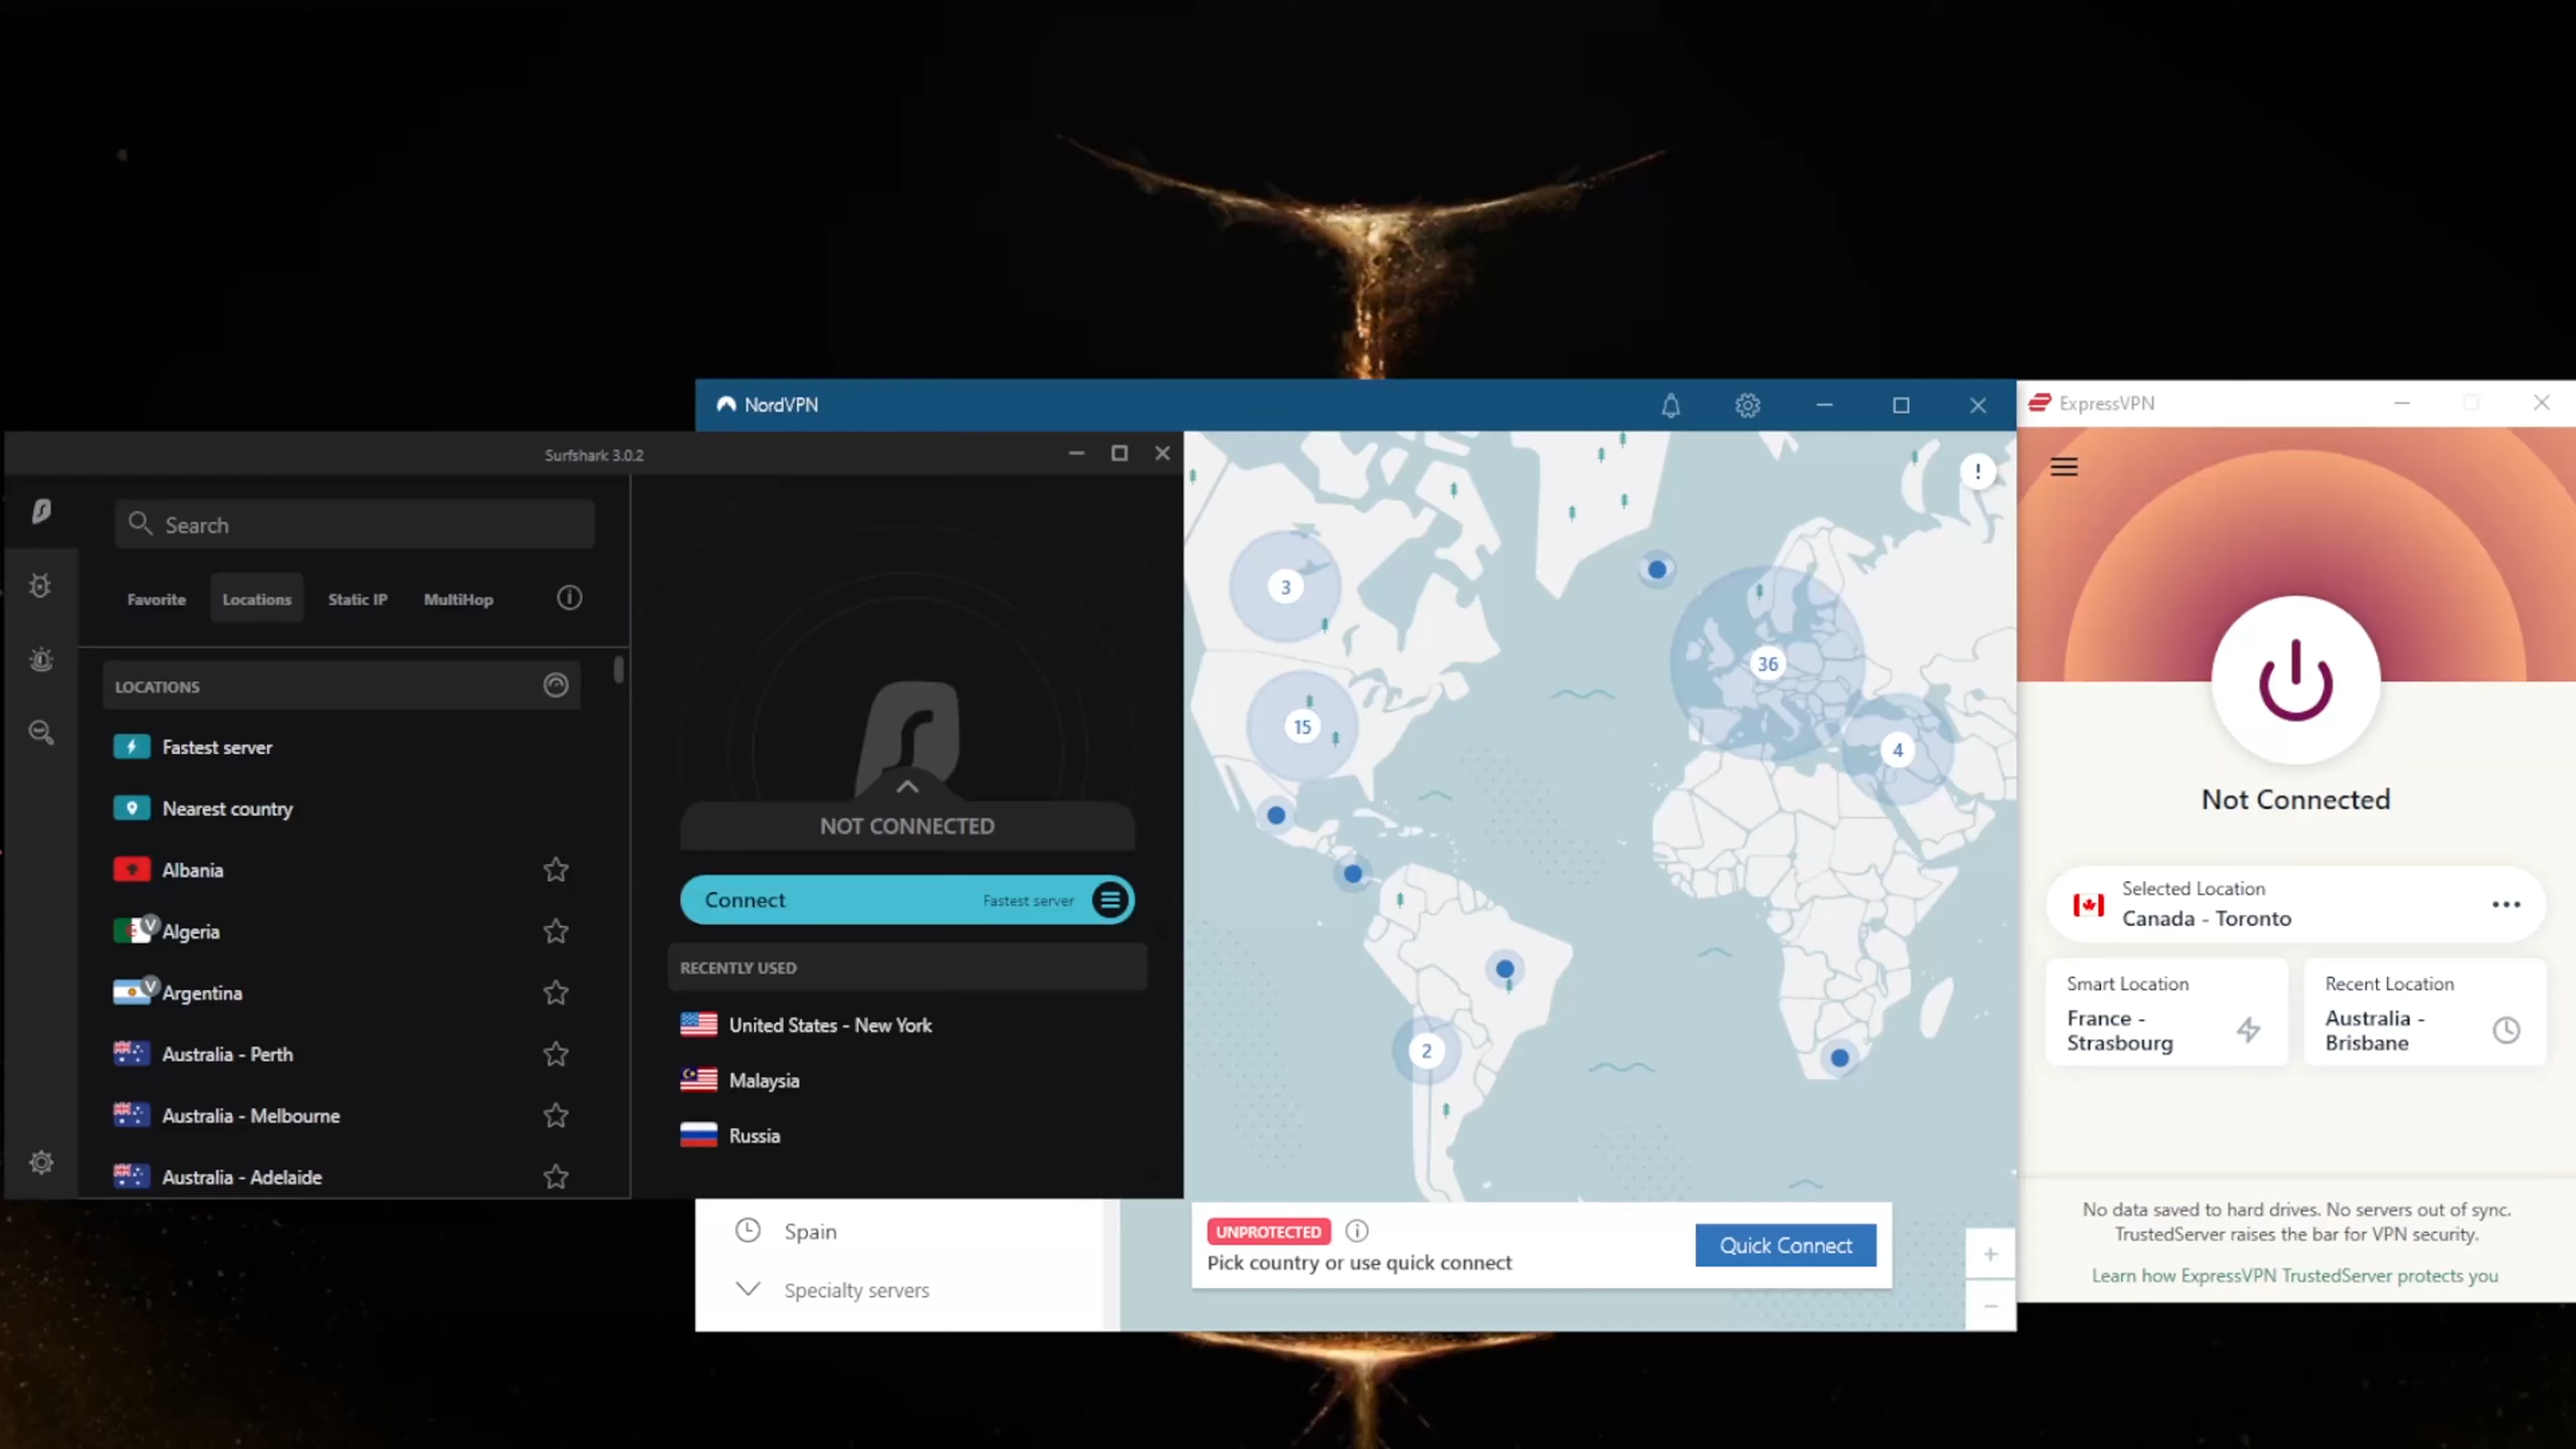 NordVPN
ExpressVPN
Surfshark 3.0.2
!
Search
Favorite
Locations
Static IP
MultiHop
LOCATIONS
Fastest server
Nearest country
Albania
V
Algeria
V
Argentina
Australia - Perth
Australia - Melbourne
Australia - Adelaide
NOT CONNECTED
Connect
Fastest server
RECENTLY USED
United States - New York
Malaysia
Russia
3
36
15
4
2
Spain
Specialty servers
UNPROTECTED
Pick country or use quick connect
Quick Connect
+
−
Not Connected
Selected Location
Canada - Toronto
Smart Location
France -
Strasbourg
Recent Location
Australia -
Brisbane
No data saved to hard drives. No servers out of sync.
TrustedServer raises the bar for VPN security.
Learn how ExpressVPN TrustedServer protects you